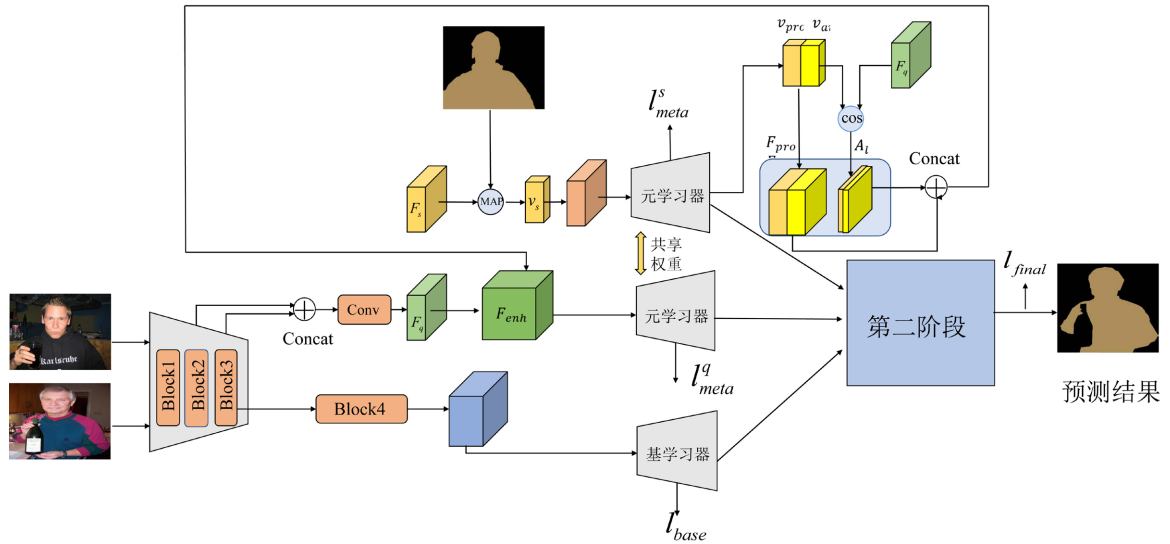 v_pro v_a
F_q
cos
l^s_meta
F_pro
A_l
Concat
F_s
MAP
v_s
元学习器
共享
权重
l_final
Karlsruhe
Block1
Block2
Block3
Concat
Conv
F_q
F_enh
元学习器
第二阶段
l^q_meta
预测结果
Block4
基学习器
l_base